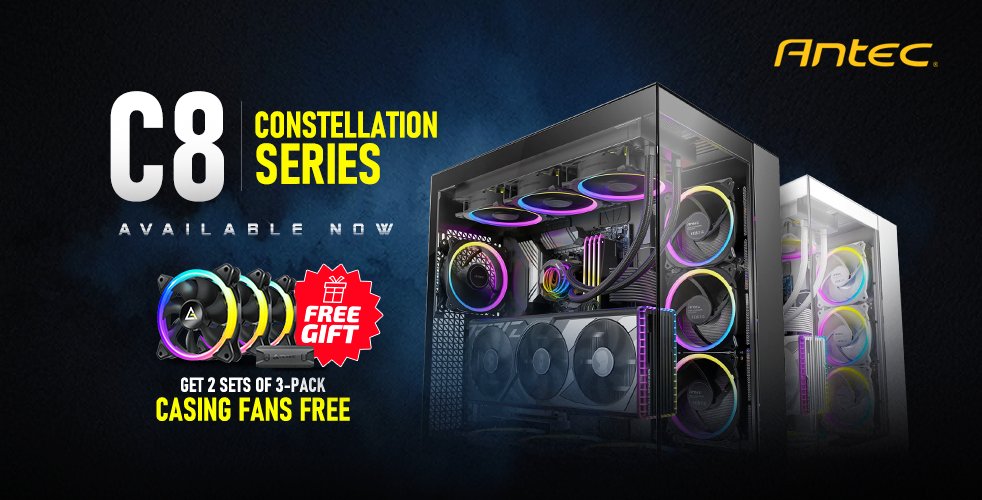 Antec
C8
CONSTELLATION
SERIES
AVAILABLE NOW
FREE
GIFT
GET 2 SETS OF 3-PACK
CASING FANS FREE